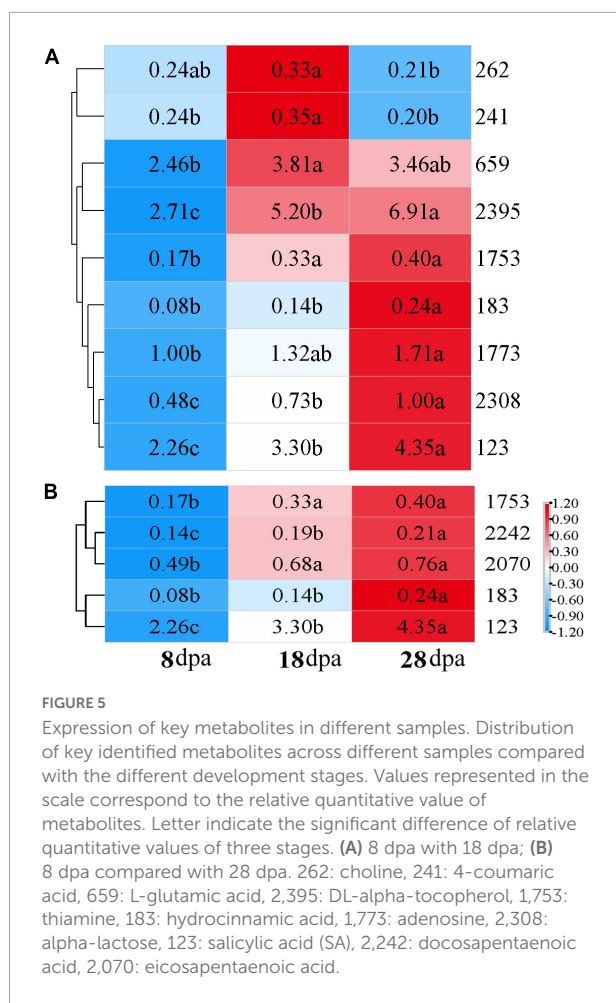 A
0.24ab 0.33a 0.21b 262
0.24b 0.35a 0.20b 241
2.46b 3.81a 3.46ab 659
2.71c 5.20b 6.91a 2395
0.17b 0.33a 0.40a 1753
0.08b 0.14b 0.24a 183
1.00b 1.32ab 1.71a 1773
0.48c 0.73b 1.00a 2308
2.26c 3.30b 4.35a 123
B
0.17b 0.33a 0.40a 1753
0.14c 0.19b 0.21a 2242
0.49b 0.68a 0.76a 2070
0.08b 0.14b 0.24a 183
2.26c 3.30b 4.35a 123
1.20
0.90
0.60
0.30
0.00
-0.30
-0.60
-0.90
-1.20
8dpa 18dpa 28dpa
FIGURE 5
Expression of key metabolites in different samples. Distribution
of key identified metabolites across different samples compared
with the different development stages. Values represented in the
scale correspond to the relative quantitative value of
metabolites. Letter indicate the significant difference of relative
quantitative values of three stages. (A) 8 dpa with 18 dpa; (B)
8 dpa compared with 28 dpa. 262: choline, 241: 4-coumaric
acid, 659: L-glutamic acid, 2,395: DL-alpha-tocopherol, 1,753:
thiamine, 183: hydrocinnamic acid, 1,773: adenosine, 2,308:
alpha-lactose, 123: salicylic acid (SA), 2,242: docosapentaenoic
acid, 2,070: eicosapentaenoic acid.